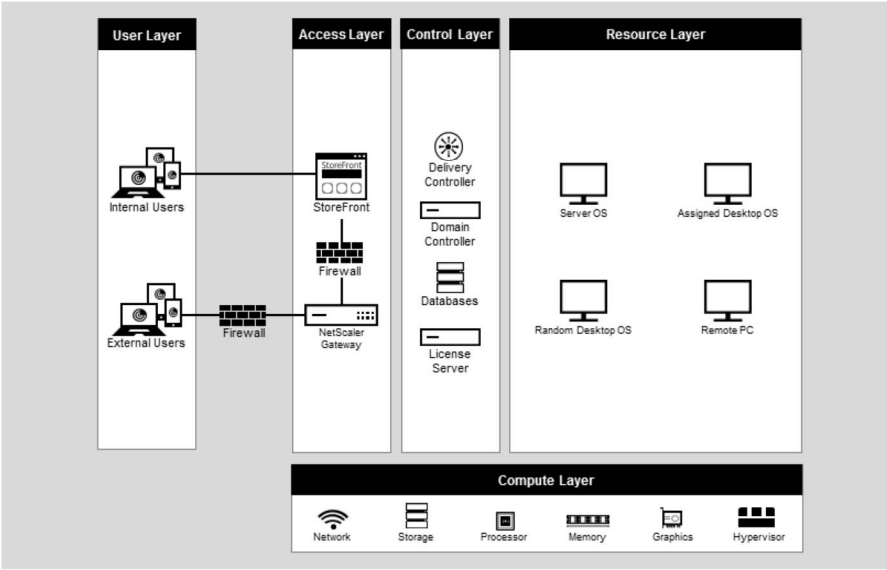 User Layer
Access Layer
Control Layer
Resource Layer
StoreFront
Internal Users
StoreFront
Firewall
External Users
Firewall
NetScaler
Gateway
Delivery
Controller
Domain
Controller
Databases
License
Server
Server OS
Assigned Desktop OS
Random Desktop OS
Remote PC
Compute Layer
Network
Storage
Processor
Memory
Graphics
Hypervisor